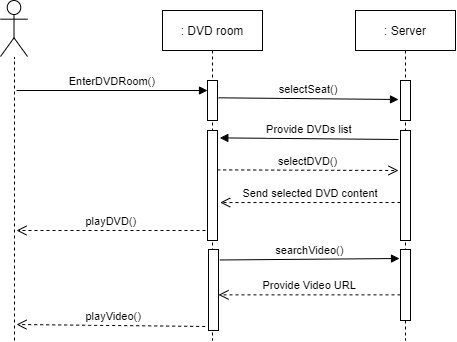 : DVD room
: Server
EnterDVDRoom()
selectSeat()
Provide DVDs list
selectDVD()
Send selected DVD content
playDVD()
searchVideo()
Provide Video URL
playVideo()